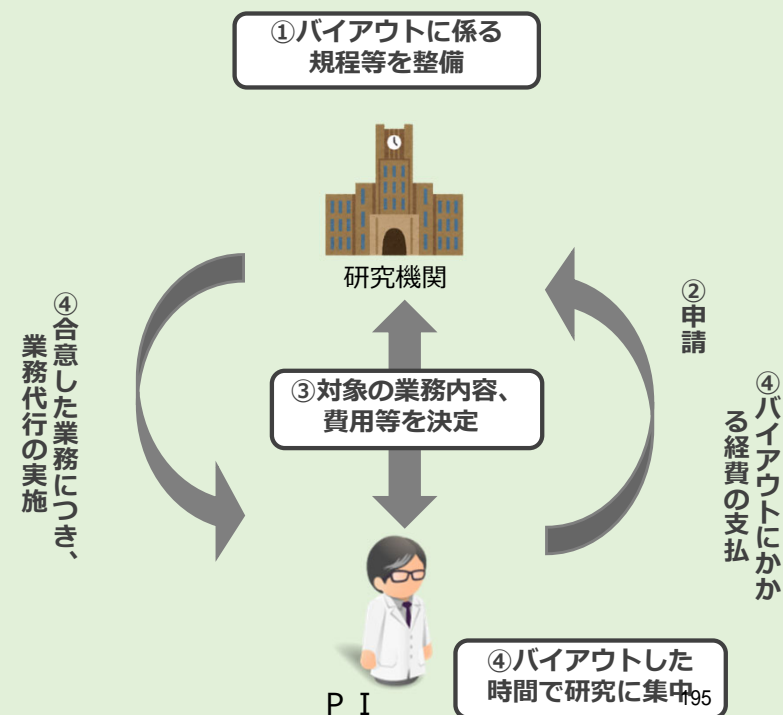 ①バイアウトに係る
規程等を整備
研究機関
④合意した業務につき、
業務代行の実施
③対象の業務内容、
費用等を決定
②申請
④バイアウトにかか
る経費の支払
ＰＩ
④バイアウトした
時間で研究に集中
195